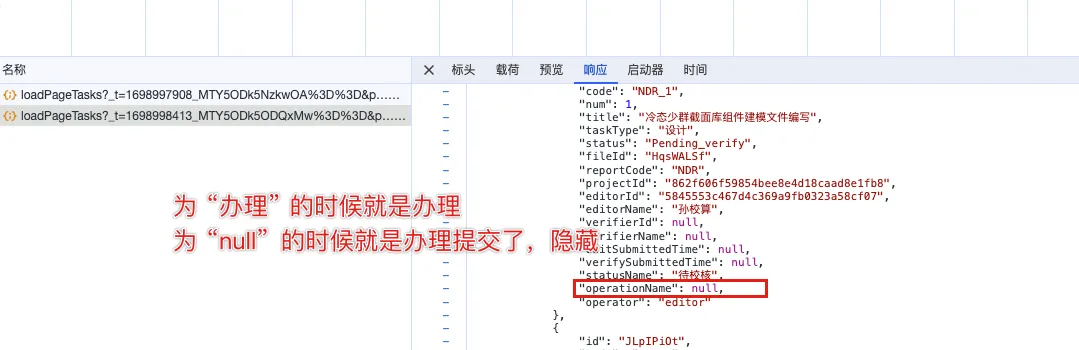 名称
标头 载荷 预览 响应 启动器 时间
loadPageTasks?_t=1698997908_MTY5ODk5NzkwOA%3D%3D&p……
loadPageTasks?_t=1698998413_MTY5ODk5ODQxMw%3D%3D&p……
"code": "NDR_1",
"num": 1,
"title": "冷态少群截面库组件建模文件编写",
"taskType": "设计",
"status": "Pending_verify",
"fileId": "HqsWALSf",
"reportCode": "NDR",
"projectId": "862f606f59854bee8e4d18caad8e1fb8",
"editorId": "5845553c467d4c369a9fb0323a58cf07",
"editorName": "孙校算",
"verifierId": null,
erifierName": null,
itSubmittedTime": null,
"verifySubmittedTime": null,
"statusName": "待校核",
"operationName": null,
"operator": "editor"
},
{
"id": "JLpIPiOt",
为“办理”的时候就是办理
为“null”的时候就是办理提交了，隐藏